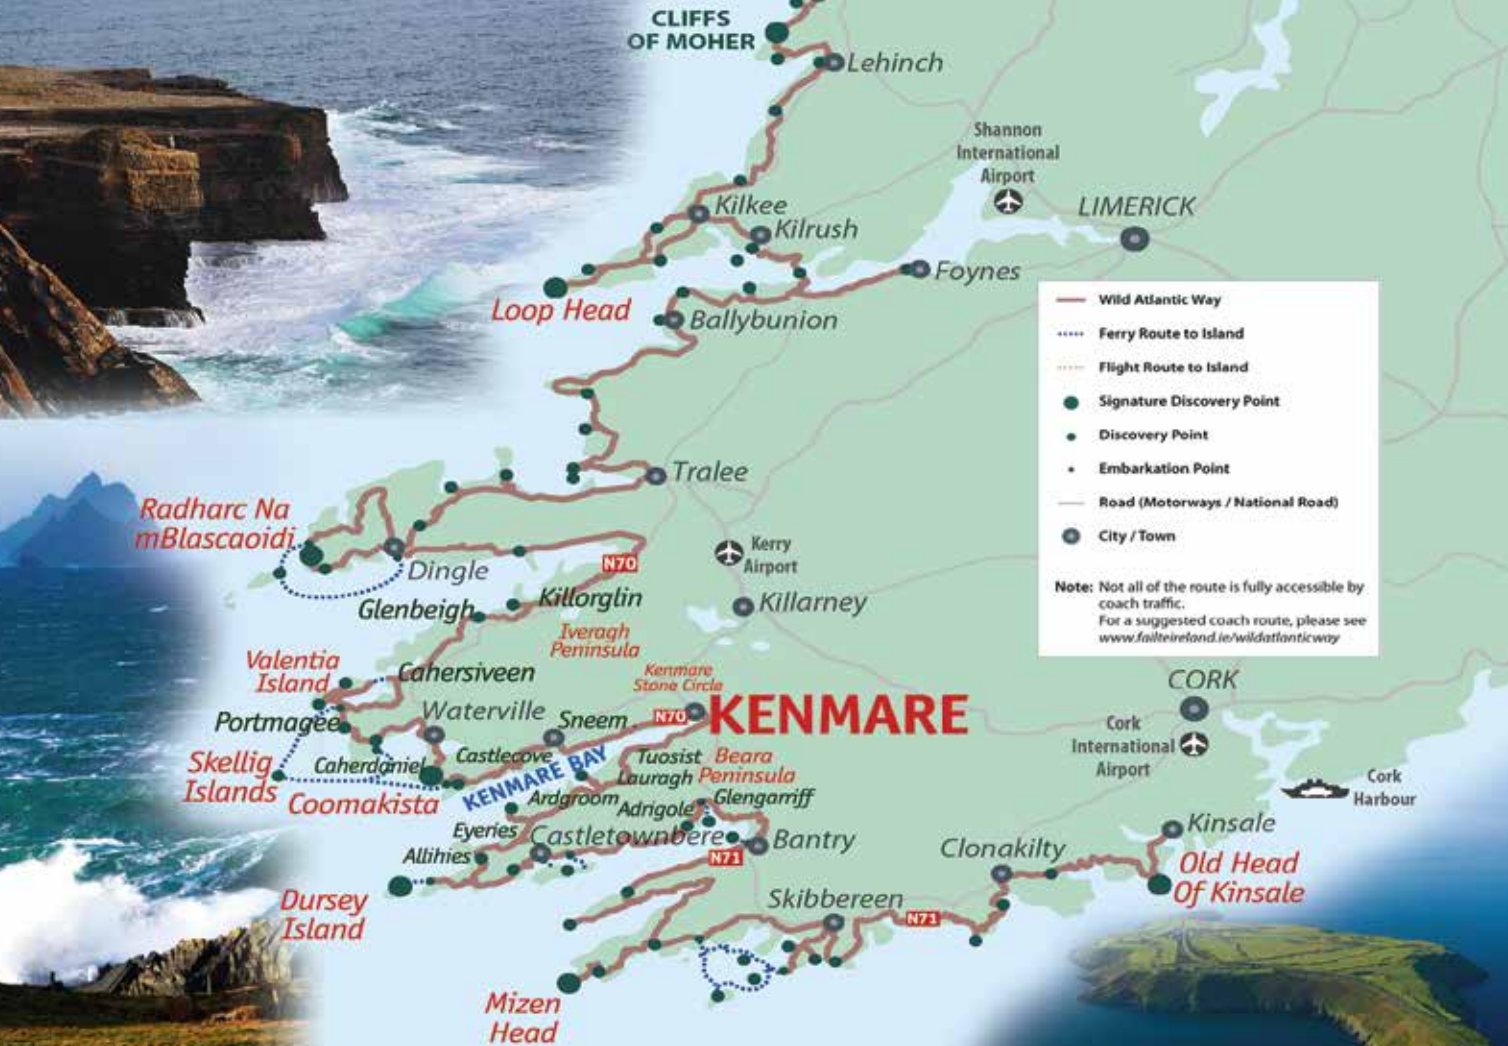 CLIFFS
OF MOHER
Lehinch
Shannon
International
Airport
LIMERICK
Kilkee
Kilrush
Foynes
Loop Head
Ballybunion
Wild Atlantic Way
Ferry Route to Island
Flight Route to Island
Signature Discovery Point
Discovery Point
Embarkation Point
Road (Motorways / National Road)
City / Town
Note: Not all of the route is fully accessible by
coach traffic.
For a suggested coach route, please see
www.failteireland.ie/wildatlanticway
Tralee
Radharc Na
mBlascaoidi
Dingle
N70
Kerry
Airport
Glenbeigh
Killorglin
Killarney
Iveragh
Peninsula
Valentia
Island
Cahersiveen
Kenmare
Stone Circle
Portmagee
Waterville
Sneem
N70
KENMARE
CORK
Cork
International
Airport
Skellig
Islands
Caherdaniel
Castlecove
KENMARE BAY
Tuosist
Lauragh
Beara
Peninsula
Coomakista
Ardgroom
Adrigole
Glengarriff
Cork
Harbour
Eyeries
Castletownbere
Bantry
Kinsale
Allihies
N71
Clonakilty
Old Head
Of Kinsale
Dursey
Island
Skibbereen
N71
Mizen
Head